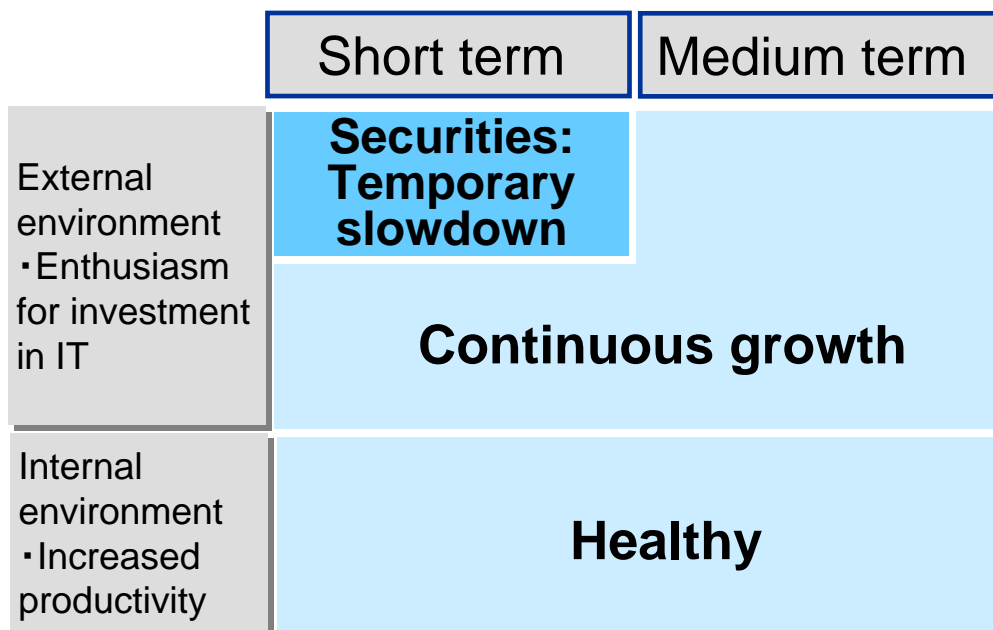 Short term
Medium term
External
environment
・Enthusiasm
for investment
in IT
Securities:
Temporary
slowdown
Continuous growth
Internal
environment
・Increased
productivity
Healthy